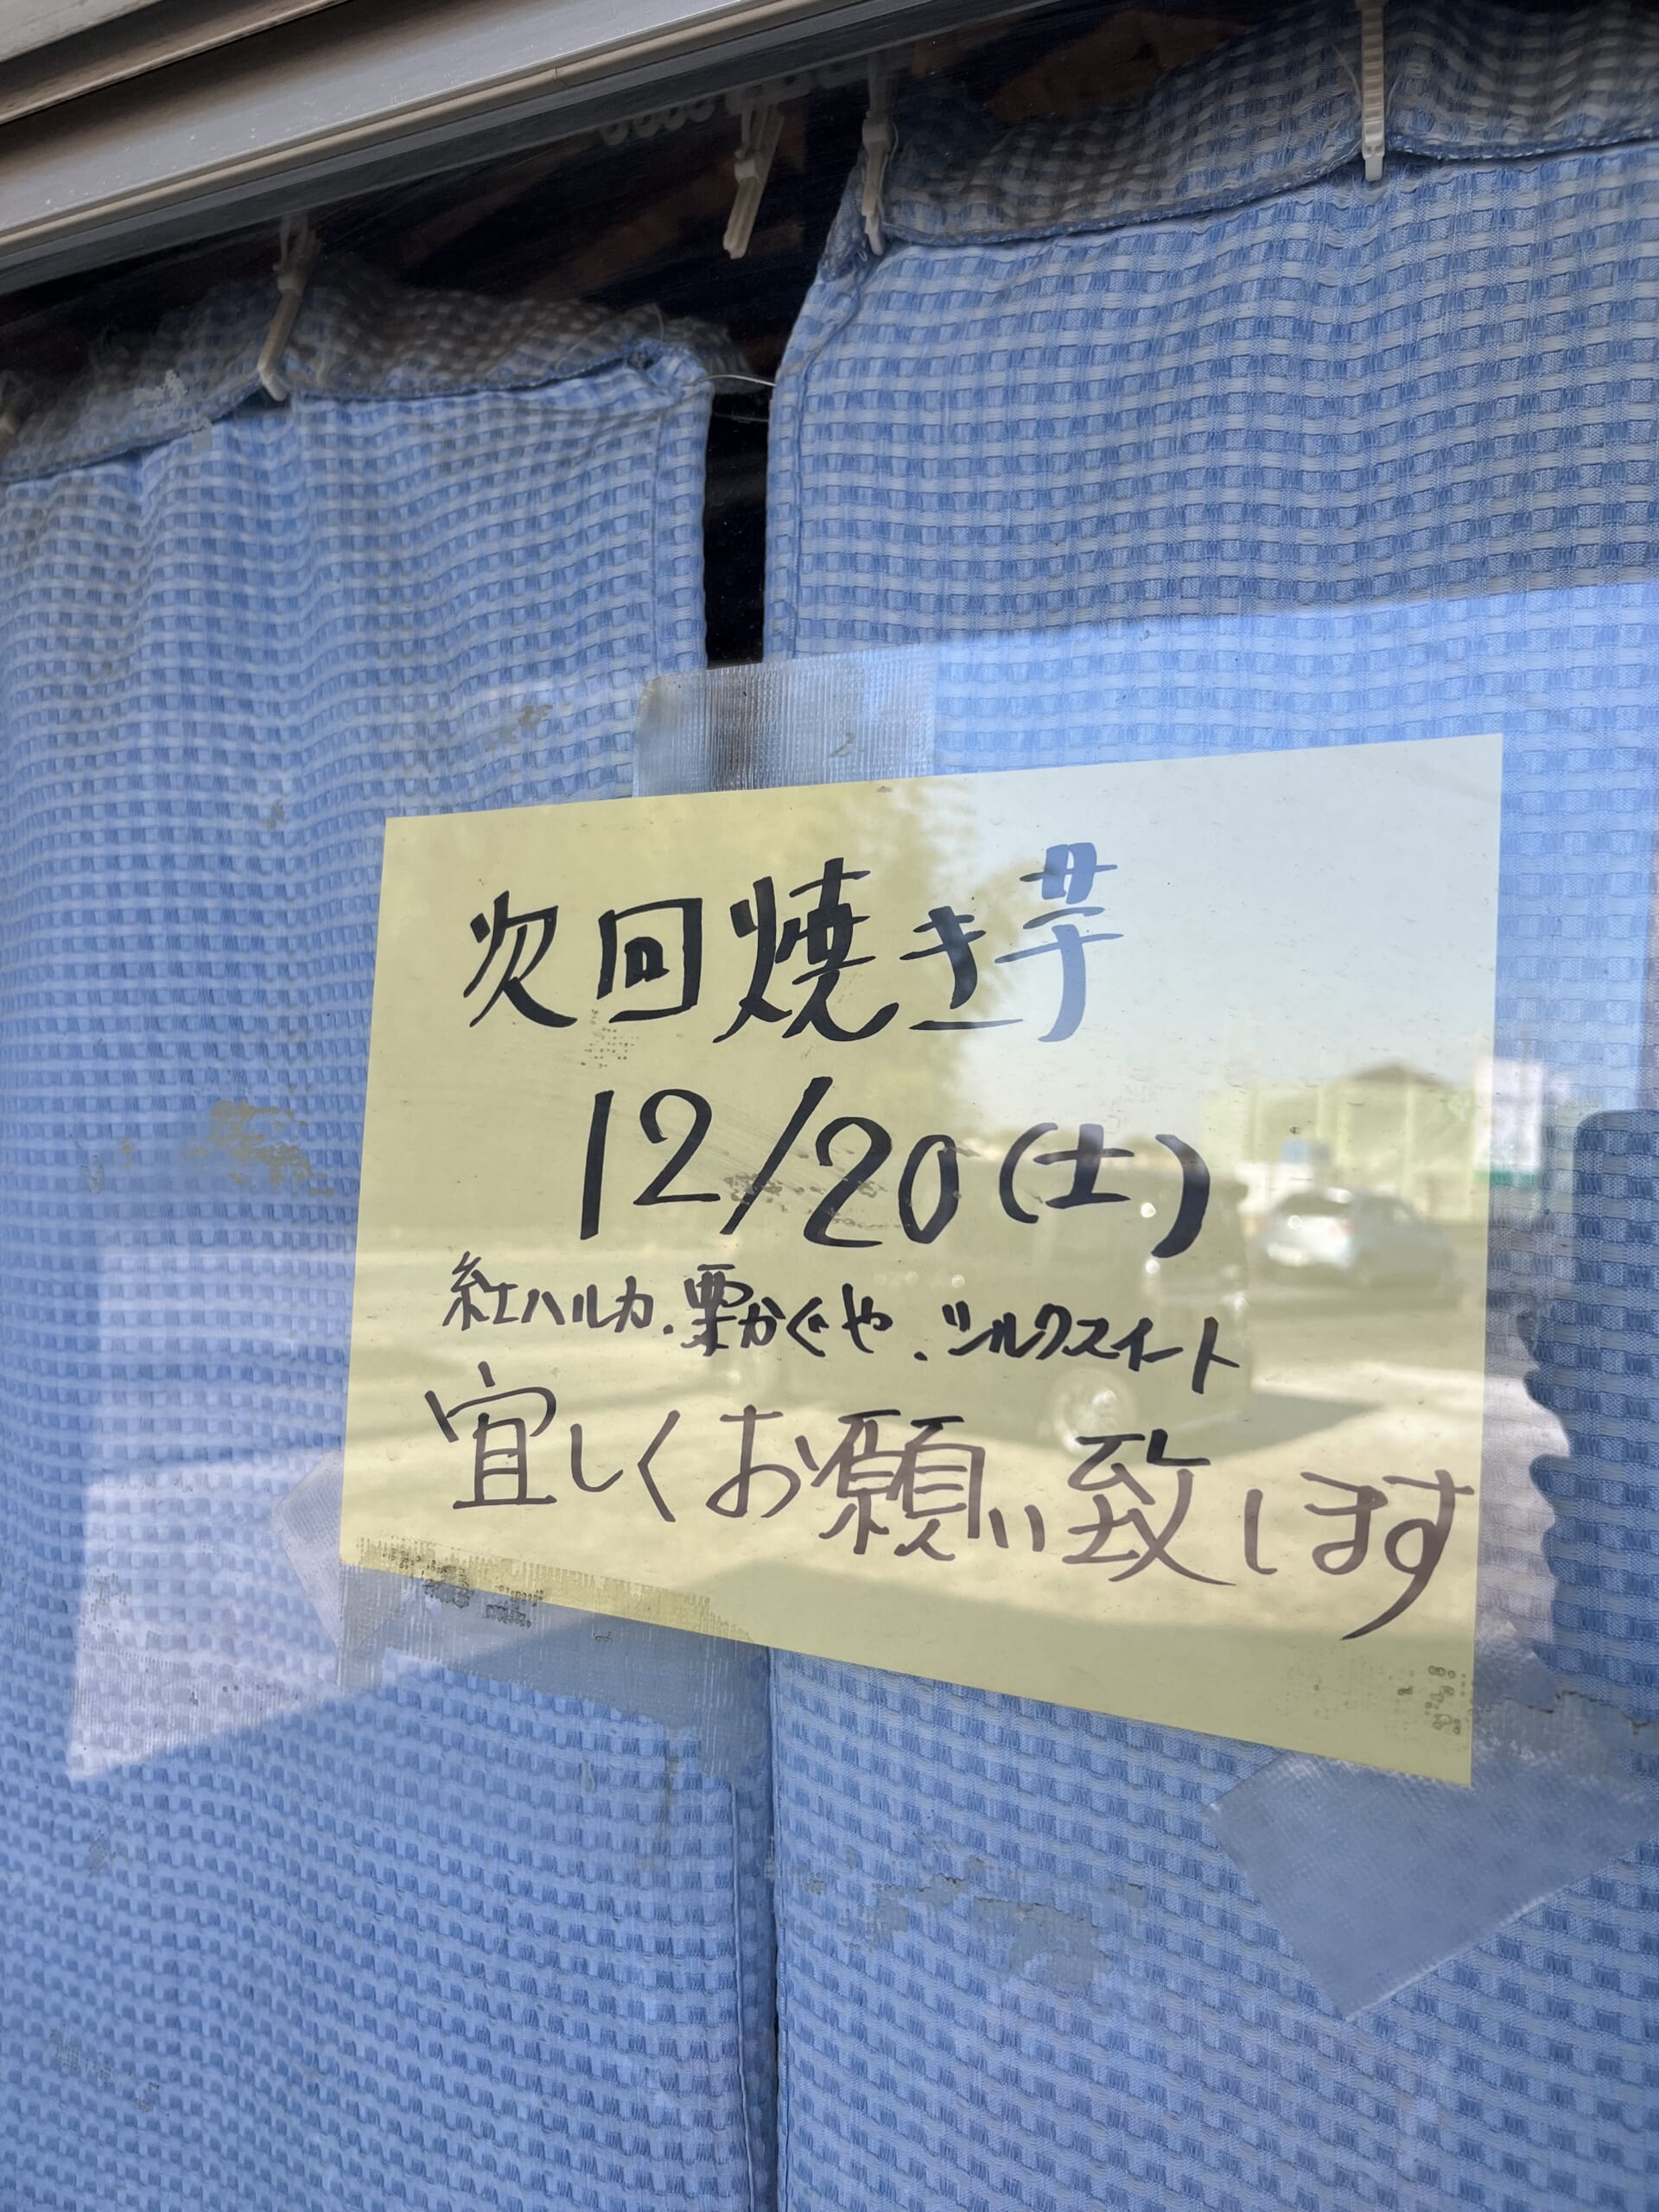 次回焼き芋
12/20(土)
紅ハルカ.栗かぐや.シルクスイート
宜しくお願い致します